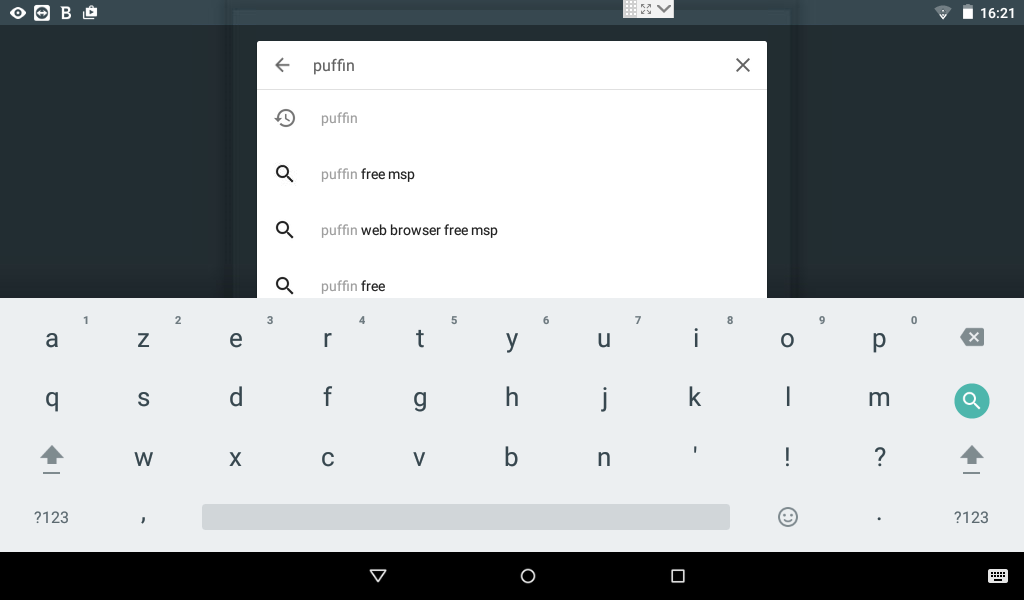 16:21
puffin
puffin
puffin free msp
puffin web browser free msp
puffin free
1 2 3 4 5 6 7 8 9 0
a z e r t y u i o p
q s d f g h j k l m
w x c v b n ' ! ?
?123 , . ?123